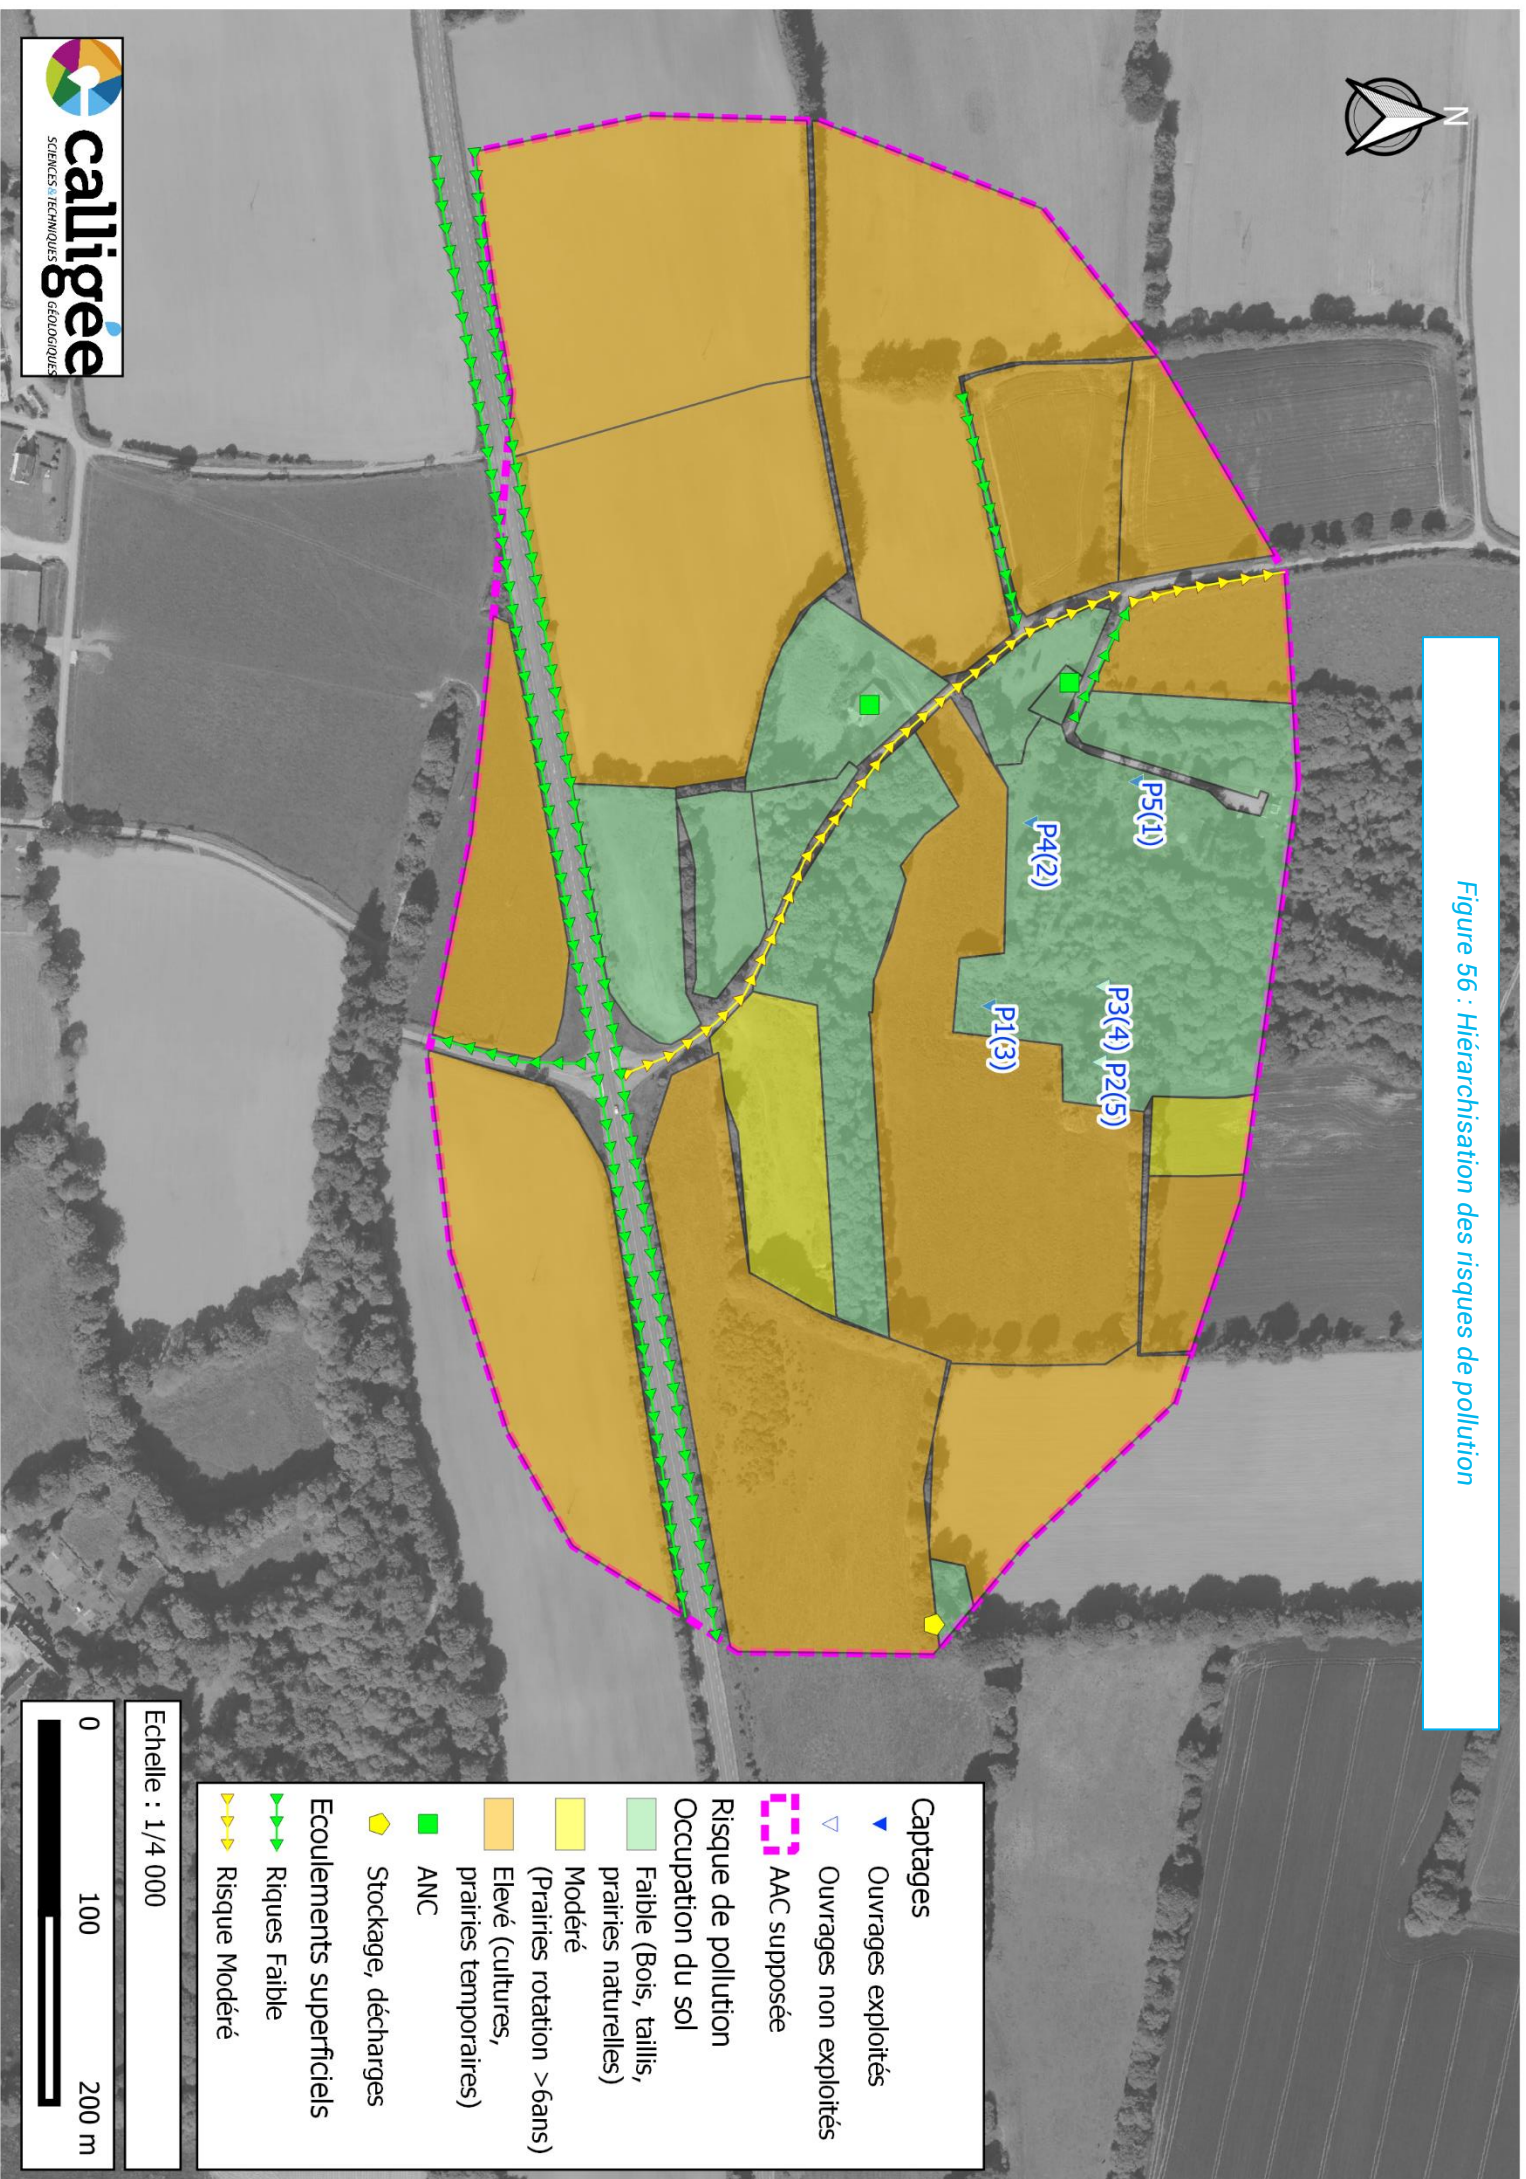 Figure 56 : Hiérarchisation des risques de pollution
N
calligée
SCIENCES & TECHNIQUES GÉOLOGIQUES
P5(1)
P4(2)
P3(4)
P2(5)
P1(3)
Captages
Ouvrages exploités
Ouvrages non exploités
AAC supposée
Risque de pollution
Occupation du sol
Faible (Bois, taillis,
prairies naturelles)
Modéré
(Prairies rotation >6ans)
Elevé (cultures,
prairies temporaires)
ANC
Stockage, décharges
Ecoulements superficiels
Riques Faible
Risque Modéré
Echelle : 1/4 000
0 100 200 m